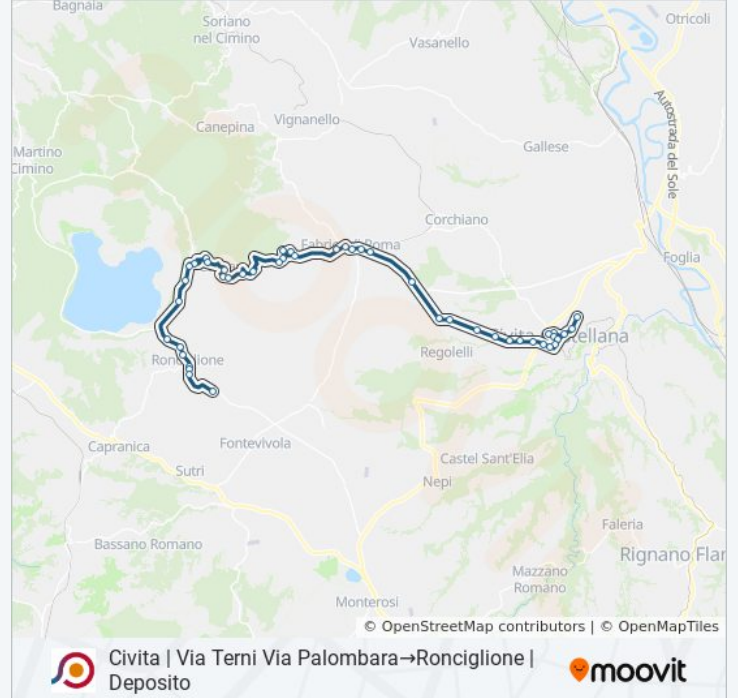 Bagnaia
Soriano
nel Cimino
Otricoli
Vasanello
Autostrada del Sole
Canepina
Vignanello
Martino
Cimino
Gallese
Corchiano
Foglia
Regolelli
Ronciglione
Capranica
Fontevivola
Sutri
Castel Sant'Elia
Nepi
Faleria
Bassano Romano
Rignano Flar
Mazzano
Romano
Monterosi
© OpenStreetMap contributors | © OpenMapTiles
Civita | Via Terni Via Palombara→Ronciglione |
Deposito
moovit